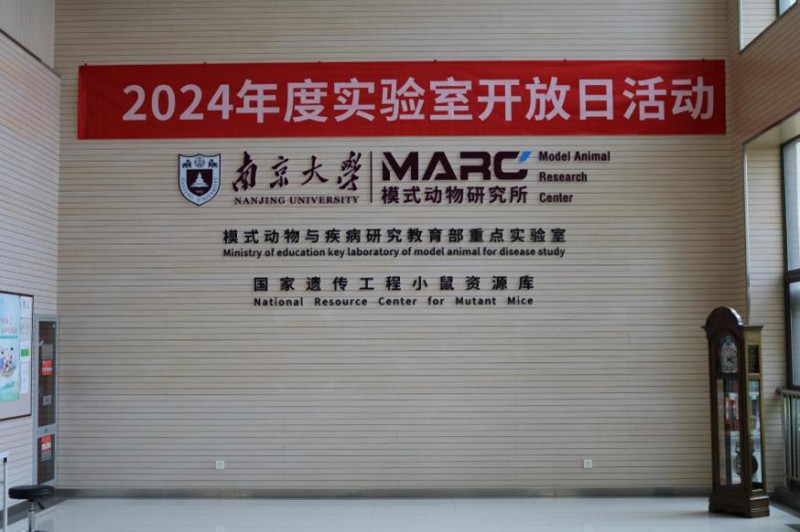 2024年度实验室开放日活动
南京大學
NANJING UNIVERSITY
MARC
模式动物研究所
Model Animal
Research
Center
模式动物与疾病研究教育部重点实验室
Ministry of education key laboratory of model animal for disease study
国家遗传工程小鼠资源库
National Resource Center for Mutant Mice